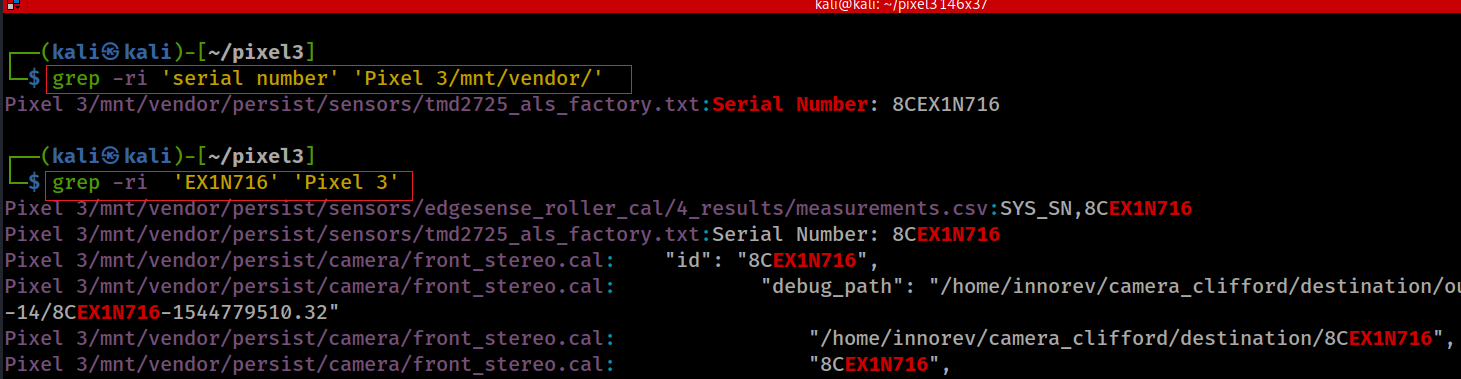 kali@kali: ~/pixel3 146x37
┌──(kali㉿kali)-[~/pixel3]
└─$ grep -ri 'serial number' 'Pixel 3/mnt/vendor/'
Pixel 3/mnt/vendor/persist/sensors/tmd2725_als_factory.txt:Serial Number: 8CEX1N716
┌──(kali㉿kali)-[~/pixel3]
└─$ grep -ri  'EX1N716' 'Pixel 3'
Pixel 3/mnt/vendor/persist/sensors/edgesense_roller_cal/4_results/measurements.csv:SYS_SN,8CEX1N716
Pixel 3/mnt/vendor/persist/sensors/tmd2725_als_factory.txt:Serial Number: 8CEX1N716
Pixel 3/mnt/vendor/persist/camera/front_stereo.cal:    "id": "8CEX1N716",
Pixel 3/mnt/vendor/persist/camera/front_stereo.cal:            "debug_path": "/home/innorev/camera_clifford/destination/ou
-14/8CEX1N716-1544779510.32"
Pixel 3/mnt/vendor/persist/camera/front_stereo.cal:                "/home/innorev/camera_clifford/destination/8CEX1N716",
Pixel 3/mnt/vendor/persist/camera/front_stereo.cal:                "8CEX1N716",